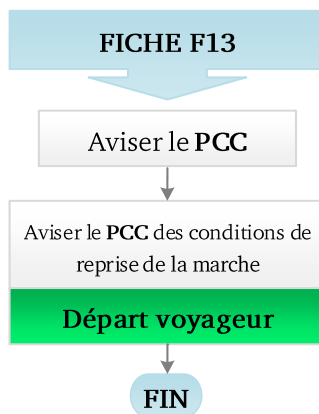 FICHE F13
Aviser le PCC
Aviser le PCC des conditions de
reprise de la marche
Départ voyageur
FIN